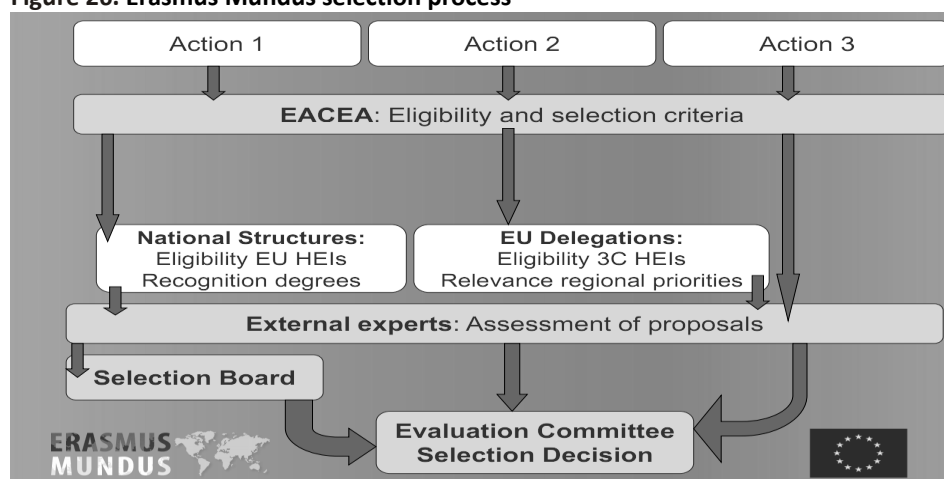 Figure 20: Erasmus Mundus selection process
Action 1
Action 2
Action 3
EACEA: Eligibility and selection criteria
National Structures:
Eligibility EU HEIs
Recognition degrees
EU Delegations:
Eligibility 3C HEIs
Relevance regional priorities
External experts: Assessment of proposals
Selection Board
Evaluation Committee
Selection Decision
ERASMUS
MUNDUS